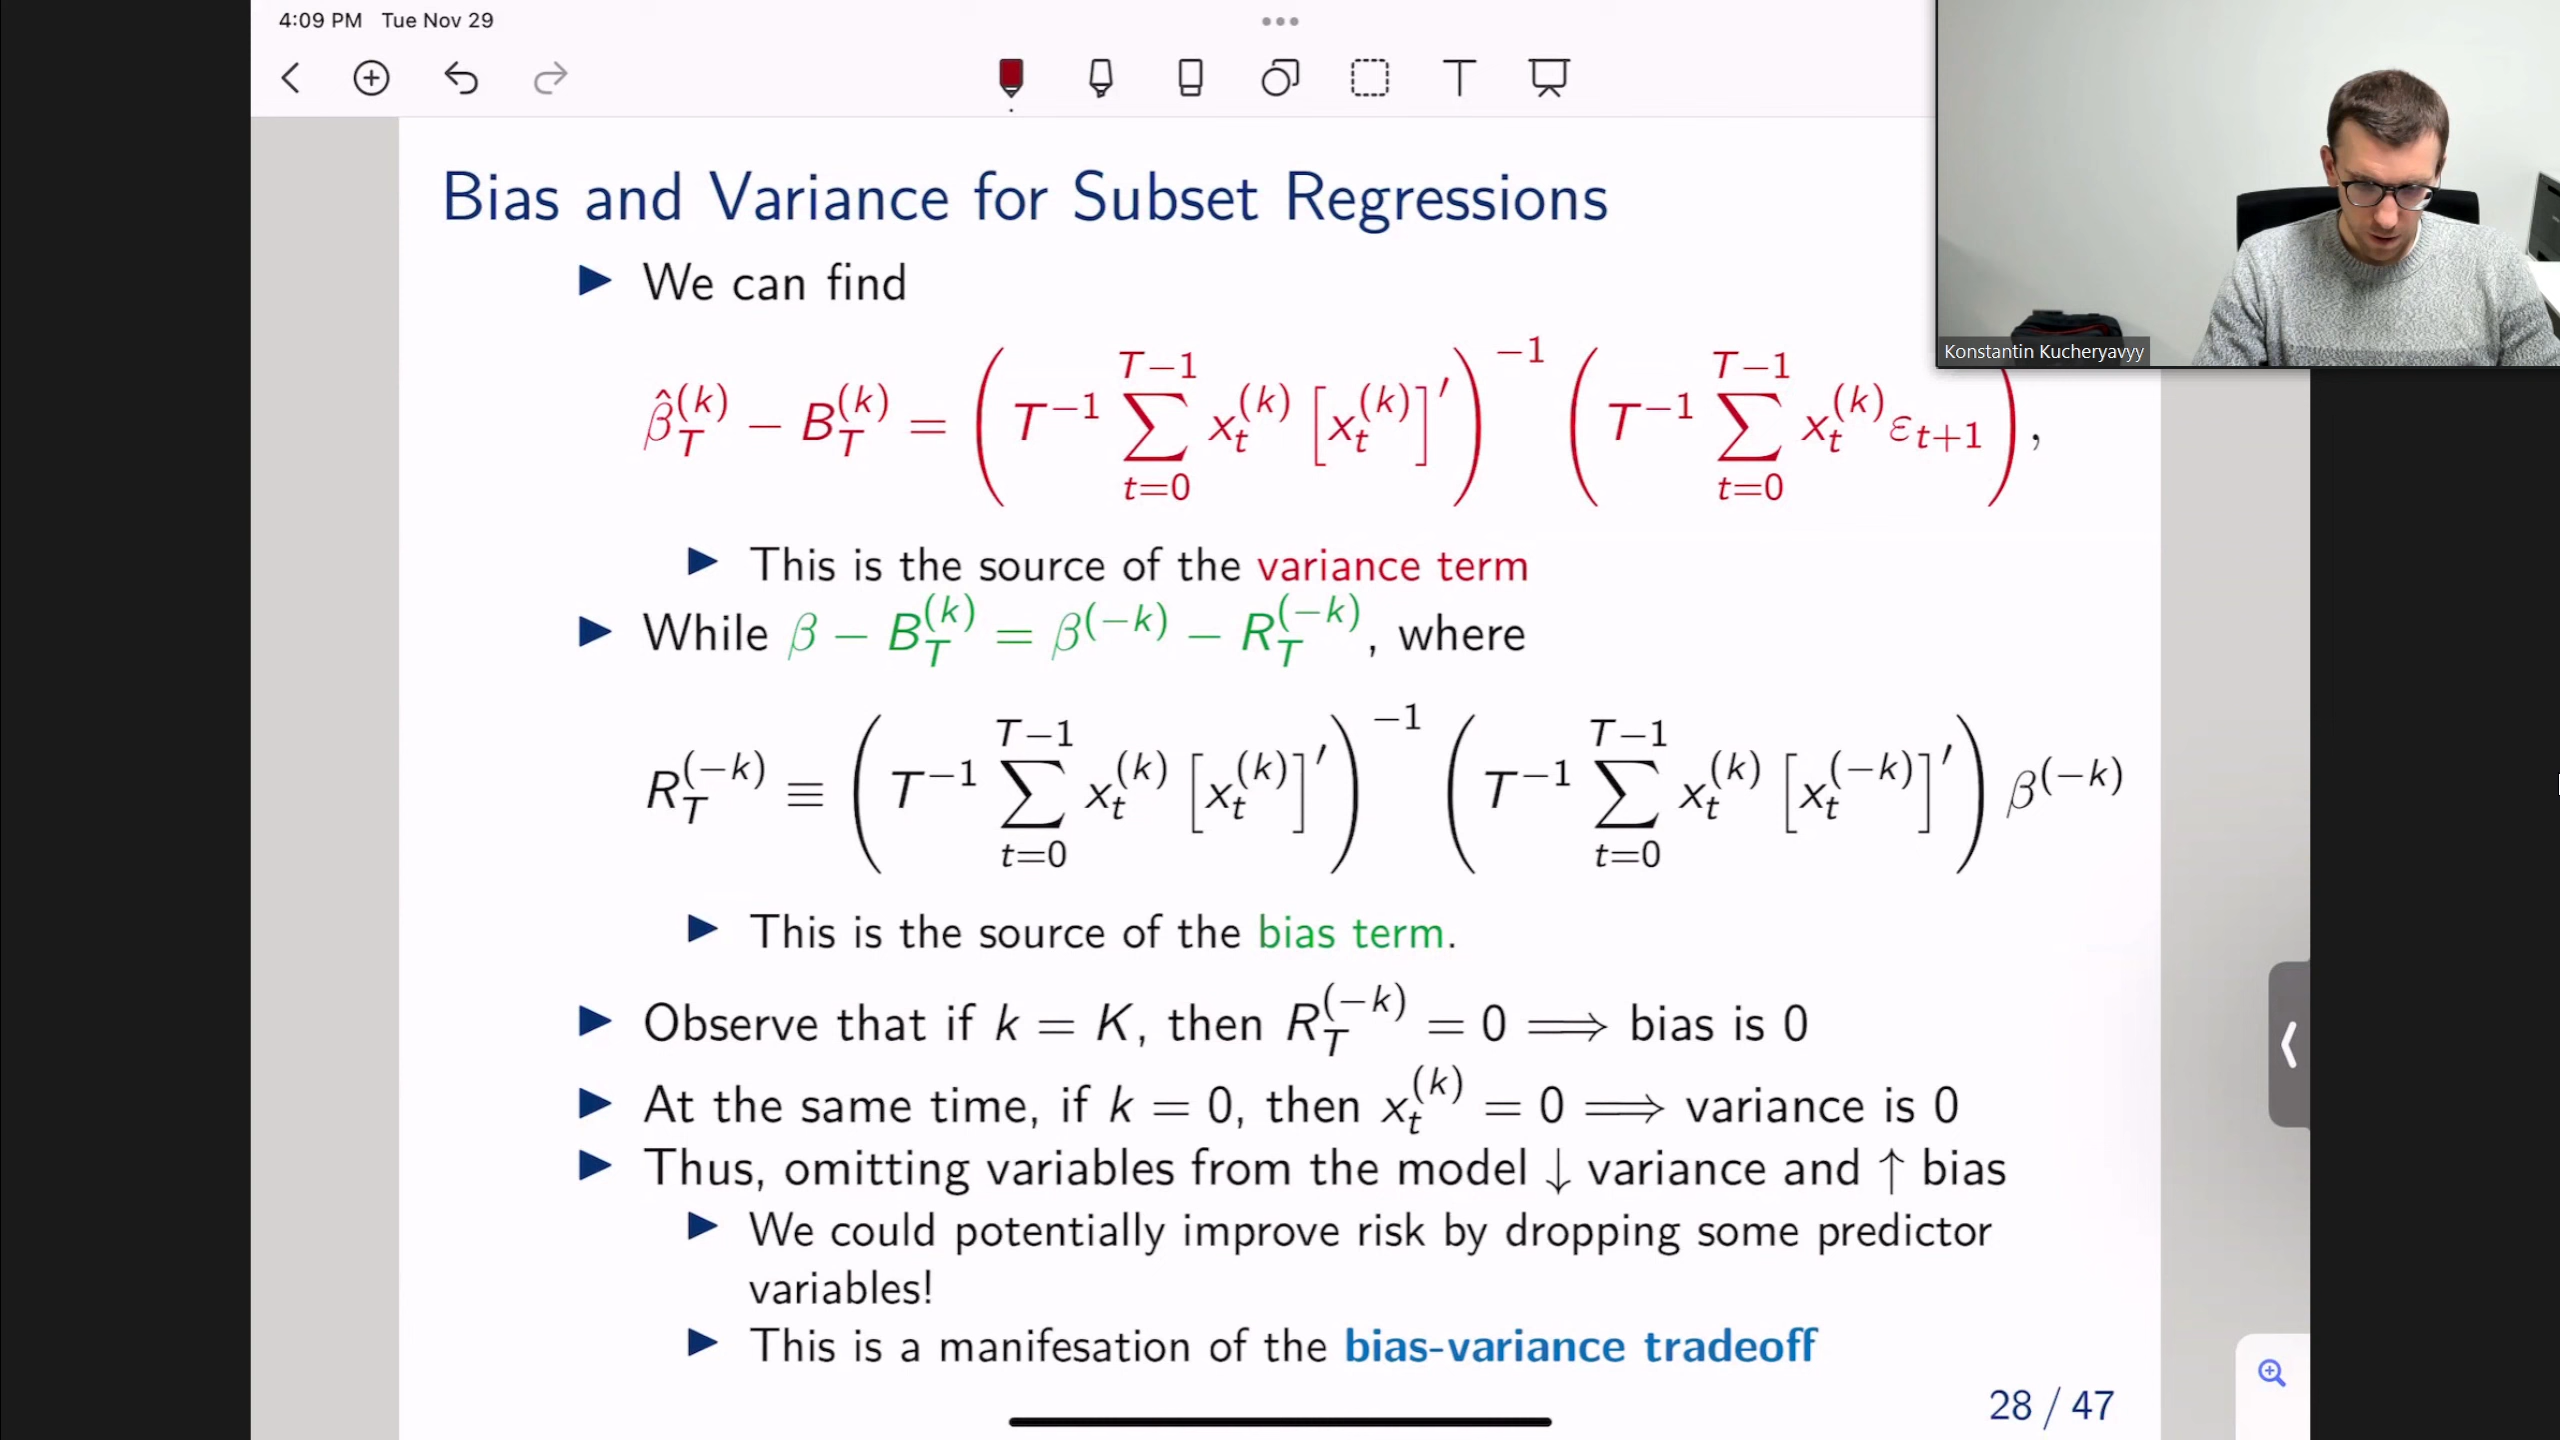 4:09 PM Tue Nov 29
Bias and Variance for Subset Regressions
▶ We can find
β̂_T^(k) − B_T^(k) = ( T^−1 ∑_{t=0}^{T−1} x_t^(k) [x_t^(k)]′ )^−1 ( T^−1 ∑_{t=0}^{T−1} x_t^(k) ε_{t+1} ),
▶ This is the source of the variance term
▶ While β − B_T^(k) = β^(−k) − R_T^(−k), where
R_T^(−k) ≡ ( T^−1 ∑_{t=0}^{T−1} x_t^(k) [x_t^(k)]′ )^−1 ( T^−1 ∑_{t=0}^{T−1} x_t^(k) [x_t^(−k)]′ ) β^(−k)
▶ This is the source of the bias term.
▶ Observe that if k = K, then R_T^(−k) = 0 ⟹ bias is 0
▶ At the same time, if k = 0, then x_t^(k) = 0 ⟹ variance is 0
▶ Thus, omitting variables from the model ↓ variance and ↑ bias
▶ We could potentially improve risk by dropping some predictor
variables!
▶ This is a manifesation of the bias-variance tradeoff
28 / 47
Konstantin Kucheryavyy